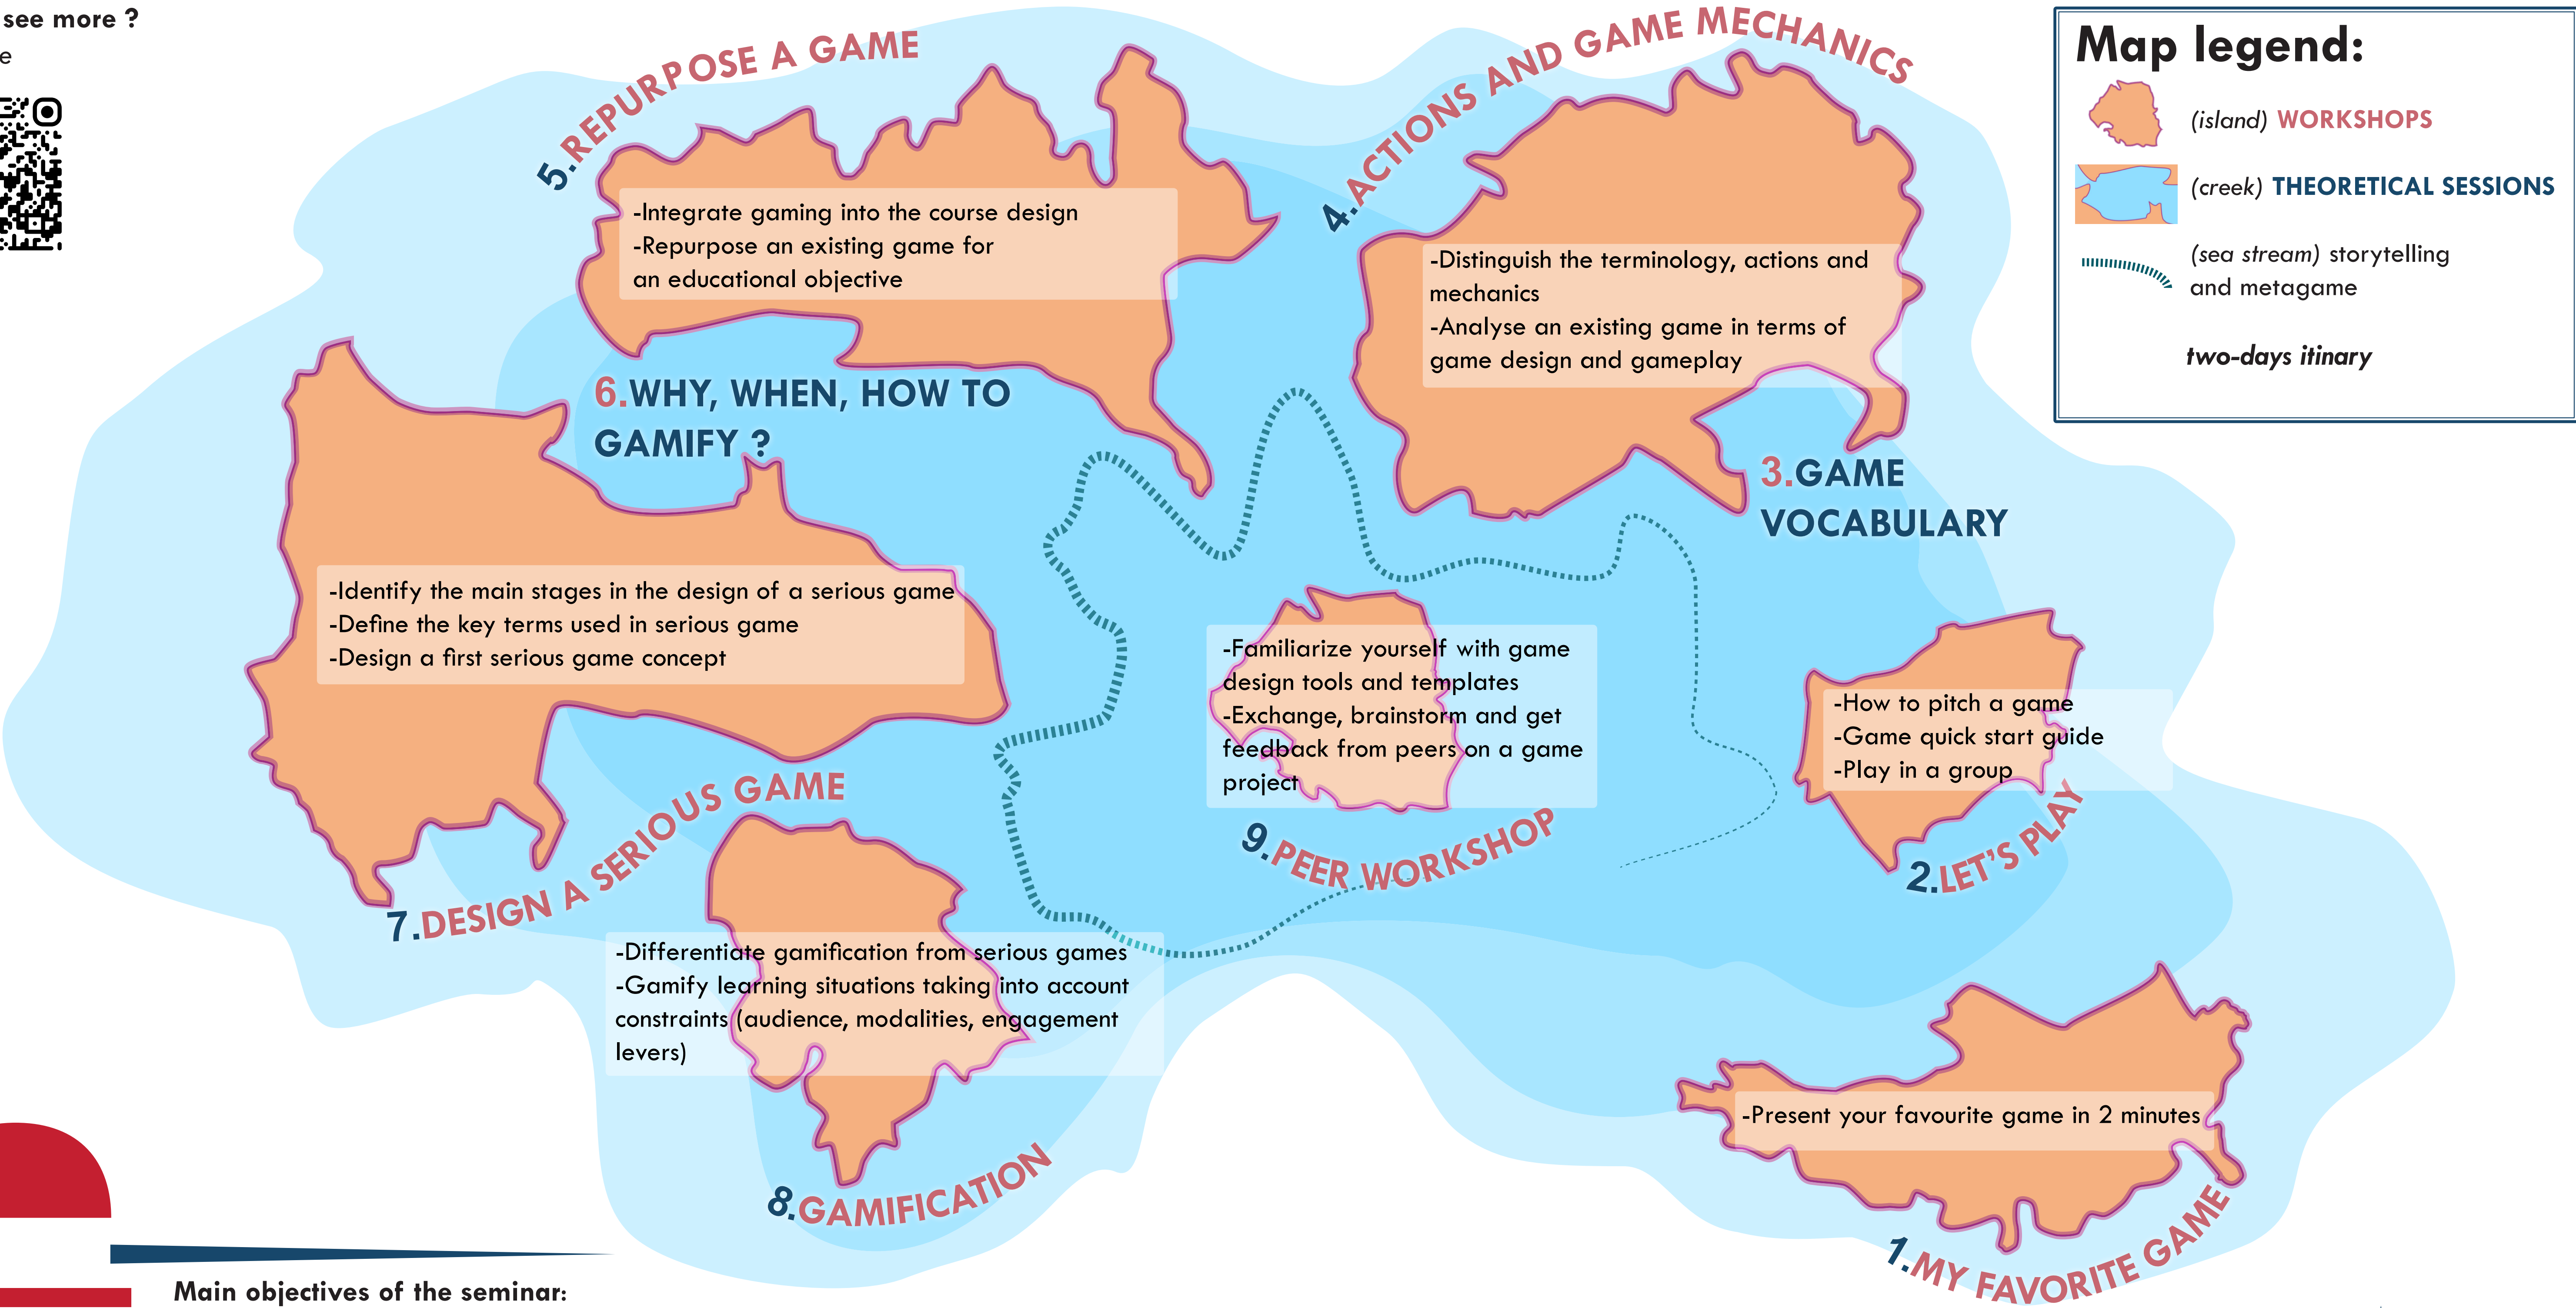 see more ?
e
5.REPURPOSE A GAME
-Integrate gaming into the course design
-Repurpose an existing game for
an educational objective
4.ACTIONS AND GAME MECHANICS
-Distinguish the terminology, actions and
mechanics
-Analyse an existing game in terms of
game design and gameplay
Map legend:
(island) WORKSHOPS
(creek) THEORETICAL SESSIONS
(sea stream) storytelling
and metagame
two-days itinary
6.WHY, WHEN, HOW TO
GAMIFY ?
3.GAME
VOCABULARY
-Identify the main stages in the design of a serious game
-Define the key terms used in serious game
-Design a first serious game concept
7.DESIGN A SERIOUS GAME
-Familiarize yourself with game
design tools and templates
-Exchange, brainstorm and get
feedback from peers on a game
project
9.PEER WORKSHOP
-How to pitch a game
-Game quick start guide
-Play in a group
2.LET'S PLAY
-Differentiate gamification from serious games
-Gamify learning situations taking into account
constraints (audience, modalities, engagement
levers)
8.GAMIFICATION
-Present your favourite game in 2 minutes
1.MY FAVORITE GAME
Main objectives of the seminar: